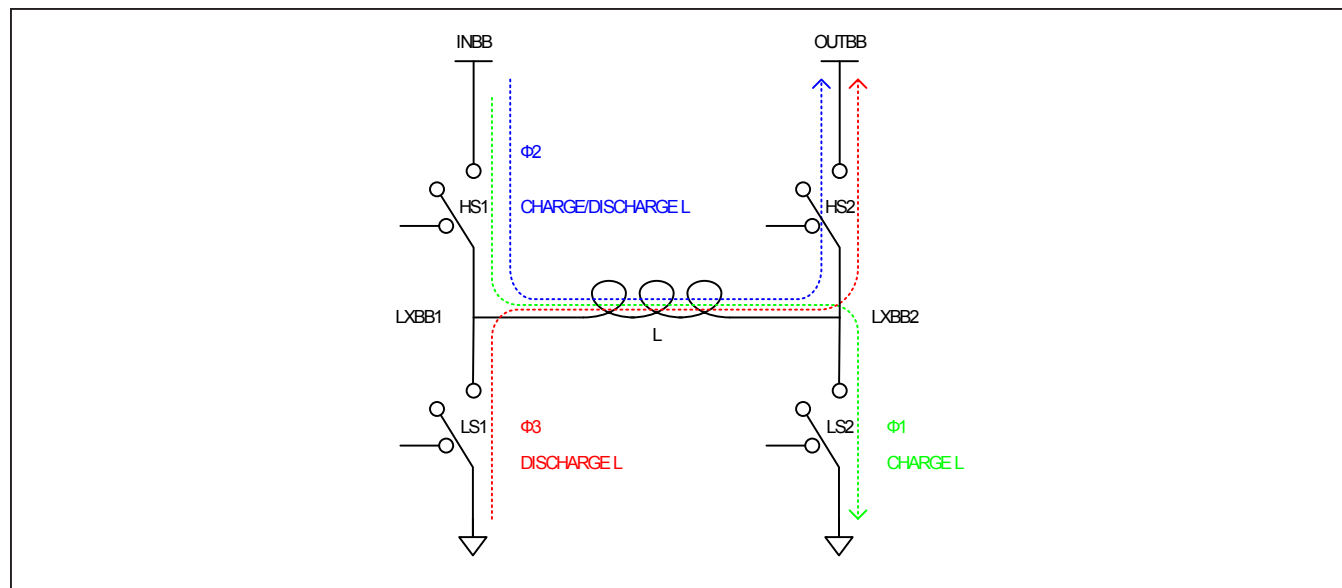 INBB
OUTBB
Φ2
HS1
CHARGE/DISCHARGE L
HS2
LXBB1
LXBB2
L
LS1
Φ3
LS2
Φ1
DISCHARGE L
CHARGE L